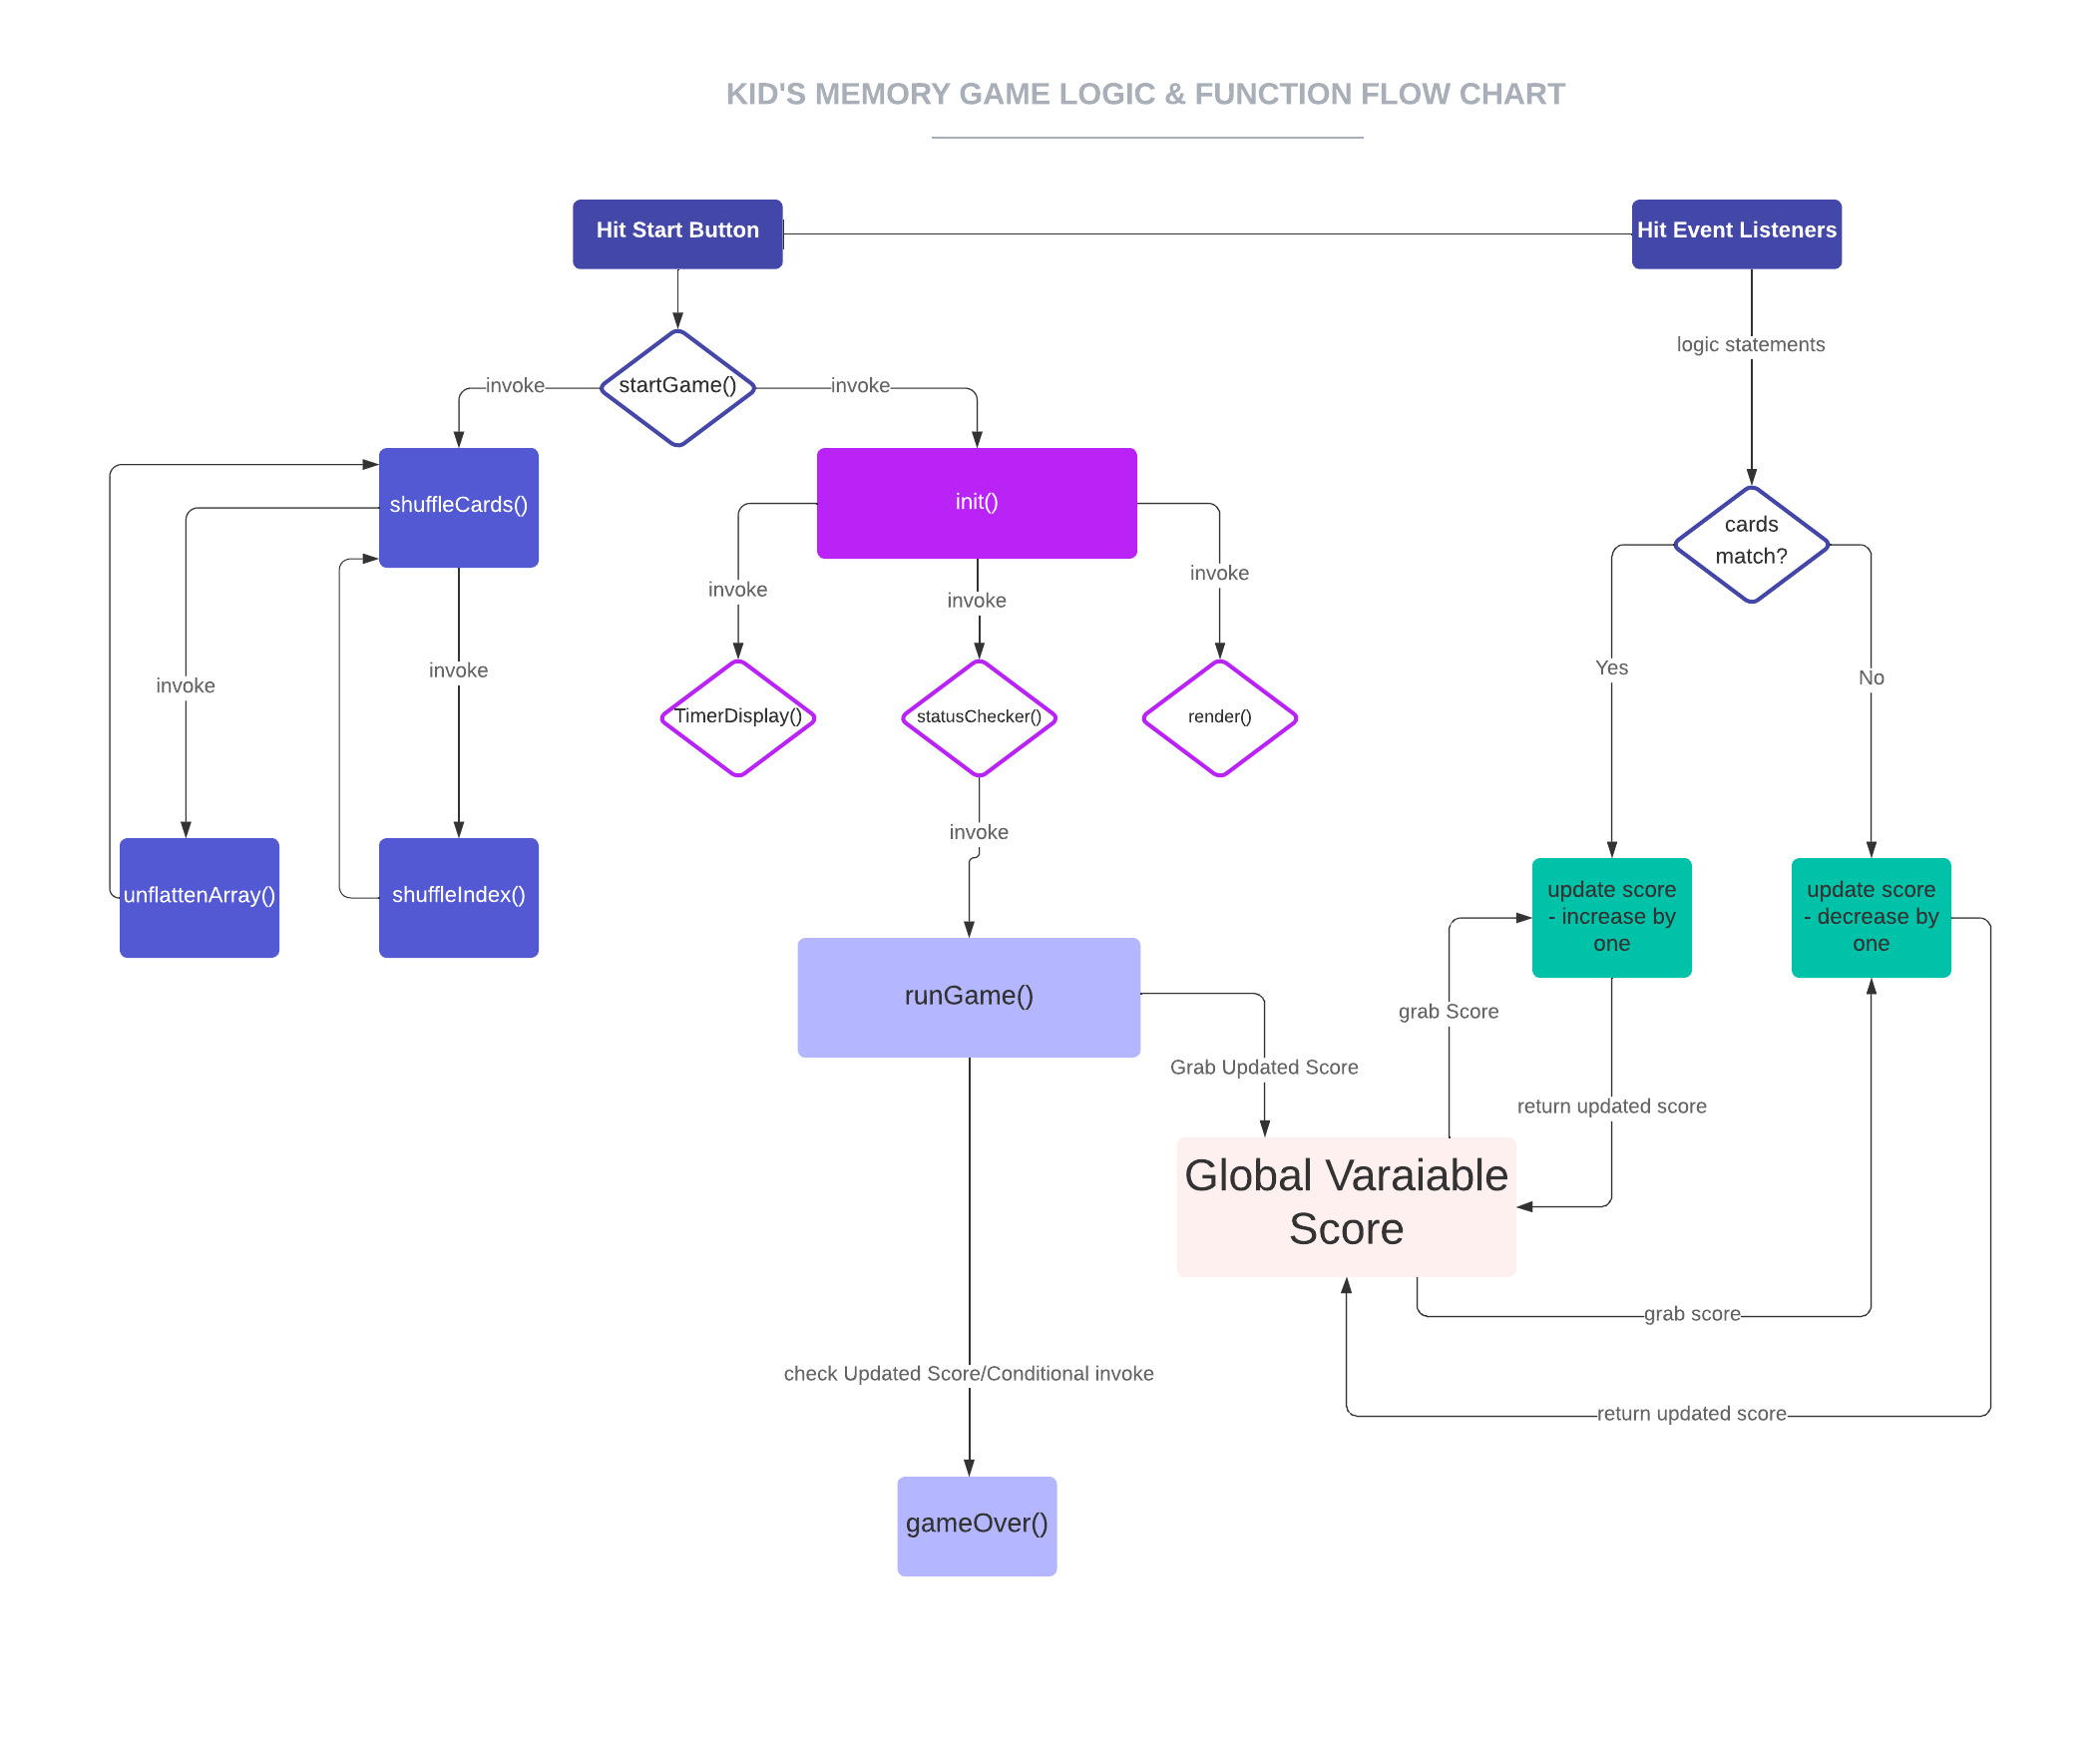 KID'S MEMORY GAME LOGIC & FUNCTION FLOW CHART
Hit Start Button
Hit Event Listeners
logic statements
startGame()
invoke
invoke
shuffleCards()
init()
cards
match?
invoke
invoke
invoke
invoke
invoke
Yes
No
TimerDisplay()
statusChecker()
render()
invoke
unflattenArray()
shuffleIndex()
update score
- increase by
one
update score
- decrease by
one
runGame()
grab Score
Grab Updated Score
return updated score
Global Varaiable
Score
grab score
check Updated Score/Conditional invoke
return updated score
gameOver()